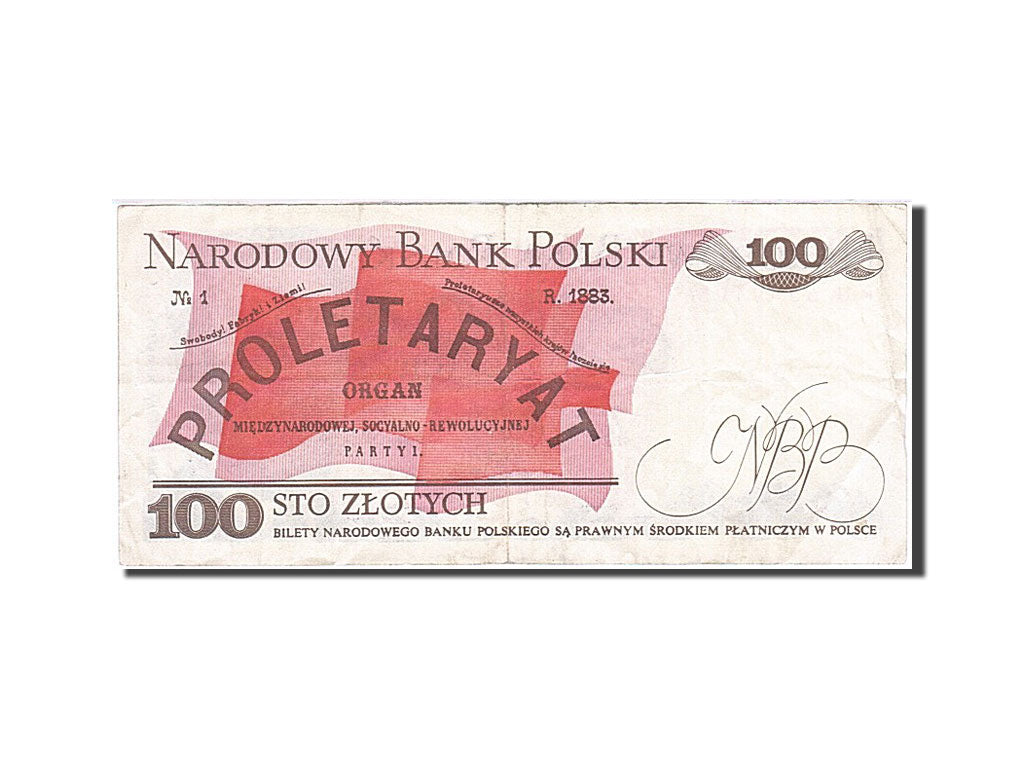 NARODOWY BANK POLSKI
100
№ 1
R. 1883.
Swobody! Fabryk! i Ziemi!
Proletaryusze wszystkich krajów łączcie się
PROLETARYAT
ORGAN
MIĘDZYNARODOWEJ, SOCYALNO-REWOLUCYJNEJ
PARTYI.
NBP
100 STO ZŁOTYCH
BILETY NARODOWEGO BANKU POLSKIEGO SĄ PRAWNYM ŚRODKIEM PŁATNICZYM W POLSCE